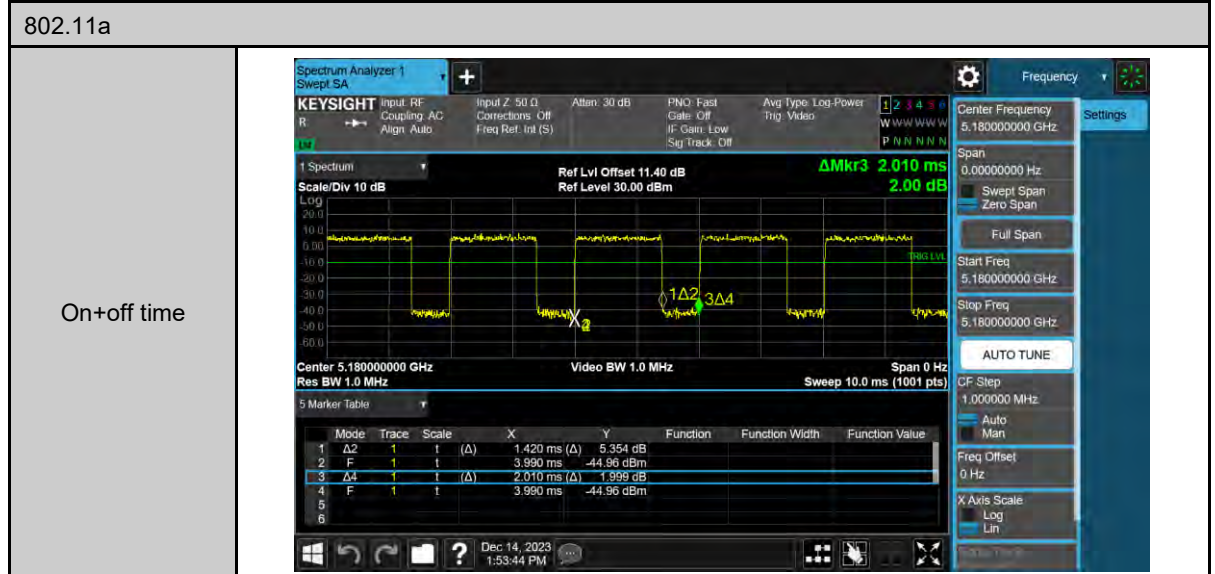 802.11a
On+off time
Spectrum Analyzer 1
Swept SA
Frequency
KEYSIGHT
R
Input: RF
Coupling: AC
Align: Auto
Input Z: 50 Ω
Corrections: Off
Freq Ref: Int (S)
Atten: 30 dB
PNO: Fast
Gate: Off
IF Gain: Low
Sig Track: Off
Avg Type: Log-Power
Trig: Video
1 2 3 4 5 6
W W W W W W
P N N N N N
1 Spectrum
Scale/Div 10 dB
Ref Lvl Offset 11.40 dB
Ref Level 30.00 dBm
ΔMkr3 2.010 ms
2.00 dB
Log
20.0
10.0
0.00
-10.0
-20.0
-30.0
-40.0
-50.0
-60.0
TRIG LVL
1Δ2
3Δ4
Center 5.180000000 GHz
Res BW 1.0 MHz
Video BW 1.0 MHz
Span 0 Hz
Sweep 10.0 ms (1001 pts)
5 Marker Table
Mode Trace Scale X Y Function Function Width Function Value
1 Δ2 1 t (Δ) 1.420 ms (Δ) 5.354 dB
2 F 1 t 3.990 ms -44.96 dBm
3 Δ4 1 t (Δ) 2.010 ms (Δ) 1.999 dB
4 F 1 t 3.990 ms -44.96 dBm
5
6
Dec 14, 2023
1:53:44 PM
Center Frequency
5.180000000 GHz
Settings
Span
0.00000000 Hz
Swept Span
Zero Span
Full Span
Start Freq
5.180000000 GHz
Stop Freq
5.180000000 GHz
AUTO TUNE
CF Step
1.000000 MHz
Auto
Man
Freq Offset
0 Hz
X Axis Scale
Log
Lin